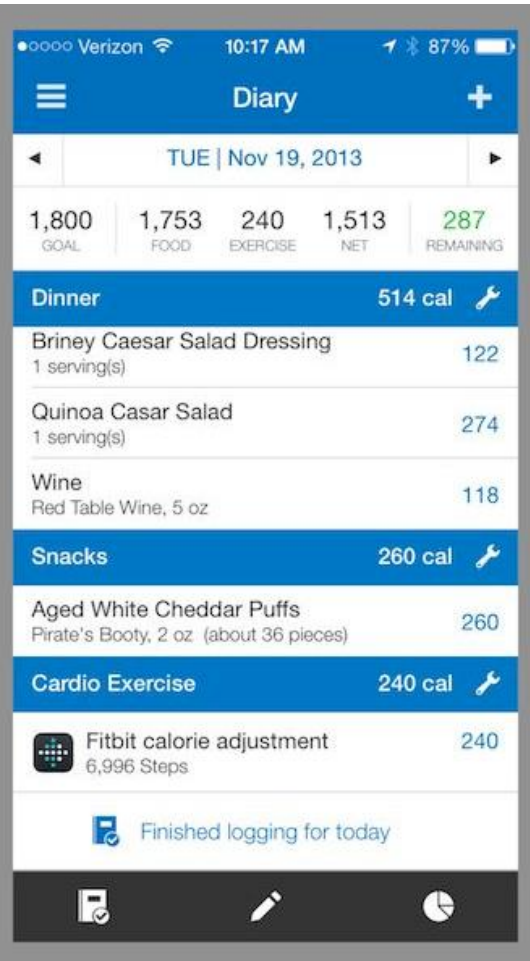 Verizon 10:17 AM 87%
Diary
TUE | Nov 19, 2013
1,800 1,753 240 1,513 287
GOAL FOOD EXERCISE NET REMAINING
Dinner 514 cal
Briney Caesar Salad Dressing
1 serving(s) 122
Quinoa Casar Salad
1 serving(s) 274
Wine
Red Table Wine, 5 oz 118
Snacks 260 cal
Aged White Cheddar Puffs
Pirate's Booty, 2 oz (about 36 pieces) 260
Cardio Exercise 240 cal
Fitbit calorie adjustment 240
6,996 Steps
Finished logging for today